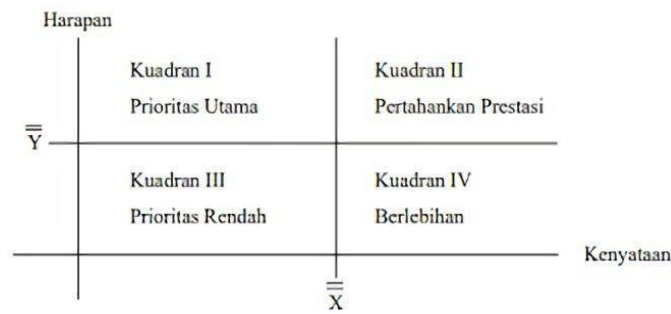 Harapan
Kuadran I
Prioritas Utama
Kuadran II
Pertahankan Prestasi
Y
Kuadran III
Prioritas Rendah
Kuadran IV
Berlebihan
Kenyataan
X